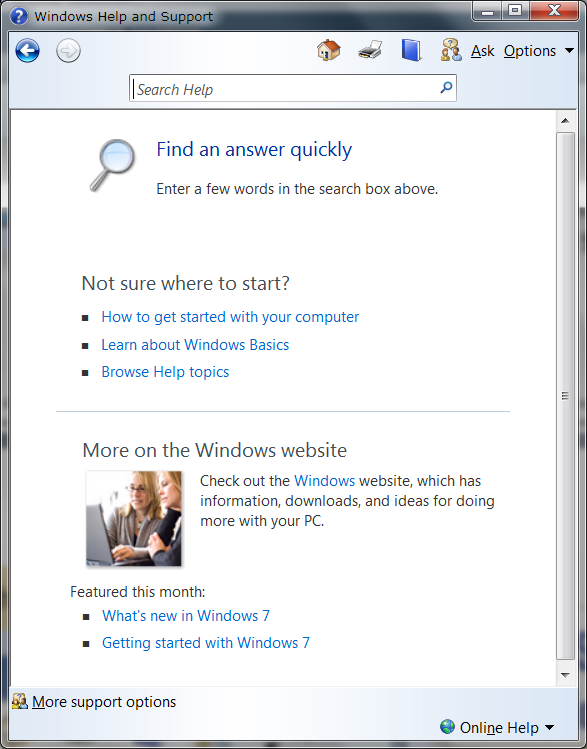 Windows Help and Support
Ask Options
Search Help
Find an answer quickly
Enter a few words in the search box above.
Not sure where to start?
How to get started with your computer
Learn about Windows Basics
Browse Help topics
More on the Windows website
Check out the Windows website, which has
information, downloads, and ideas for doing
more with your PC.
Featured this month:
What's new in Windows 7
Getting started with Windows 7
More support options
Online Help